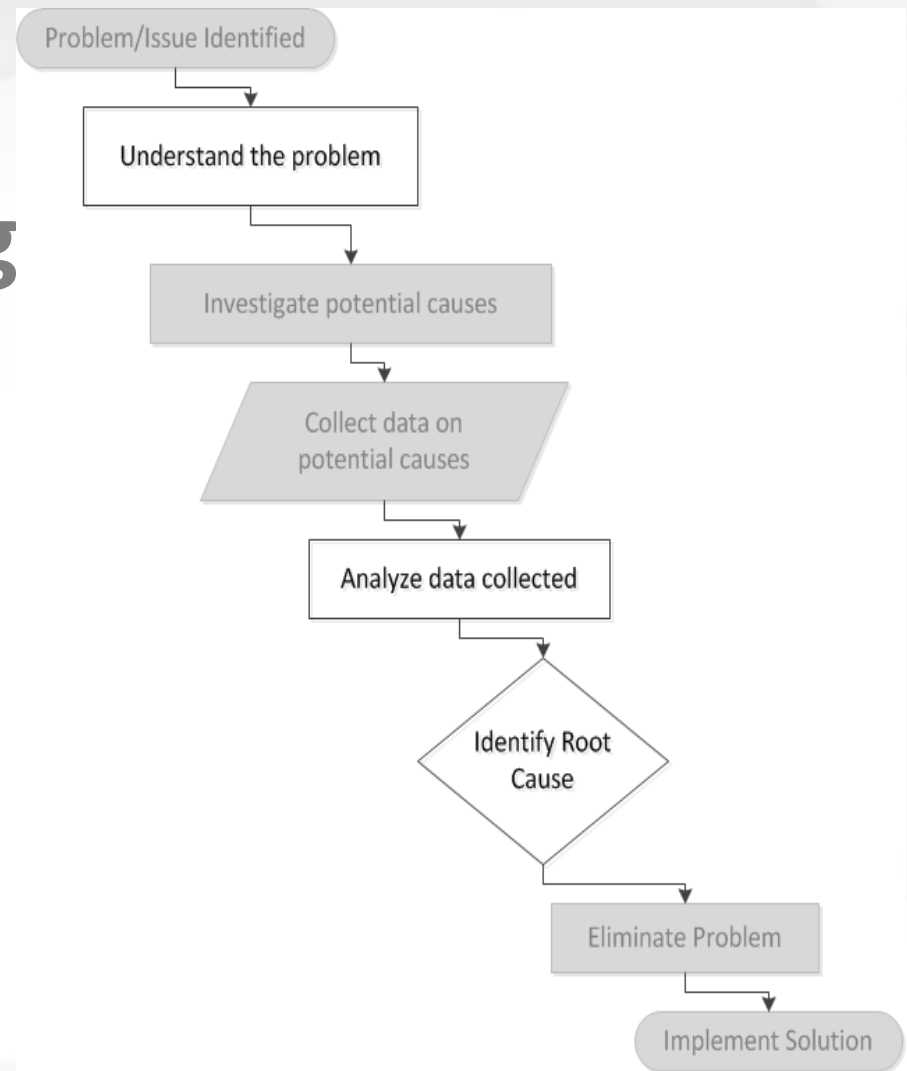 Problem/Issue Identified
Understand the problem
g
Investigate potential causes
Collect data on
potential causes
Analyze data collected
Identify Root
Cause
Eliminate Problem
Implement Solution